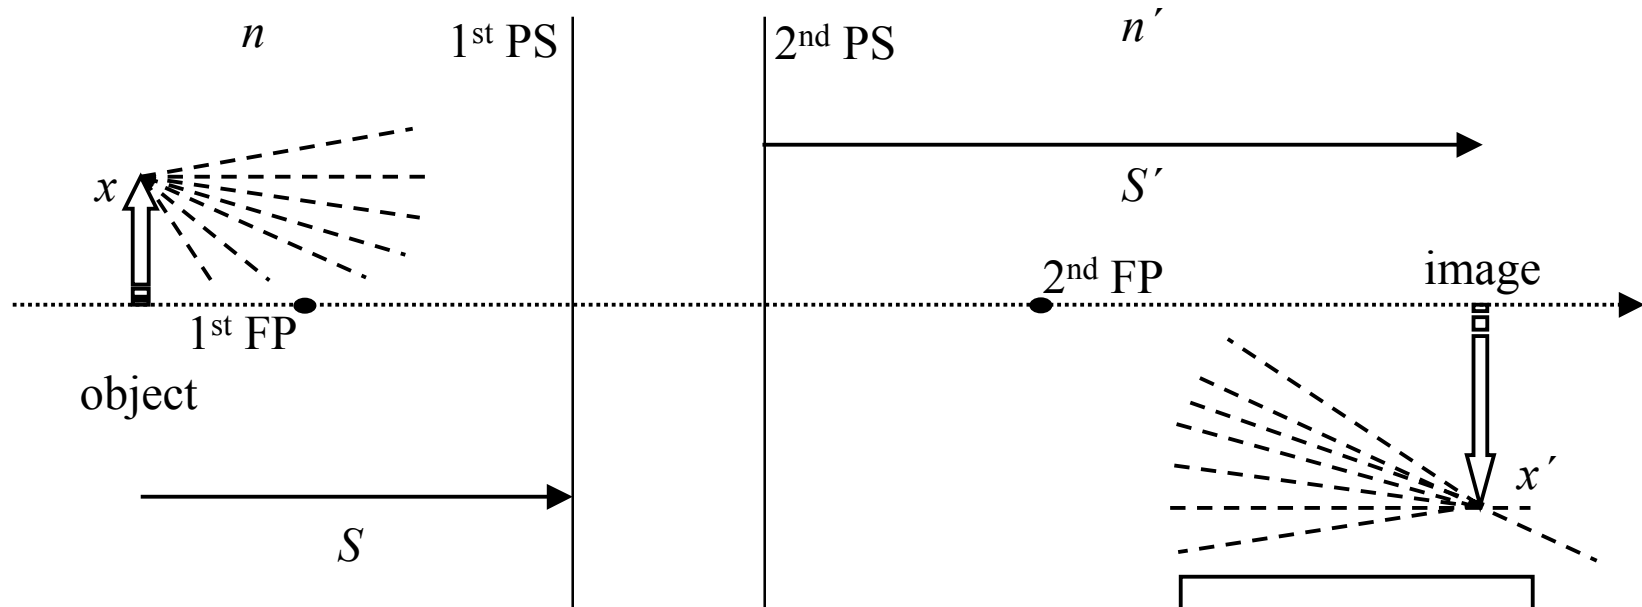 n
1st PS
2nd PS
n´
x
S´
1st FP
2nd FP
image
object
x´
S